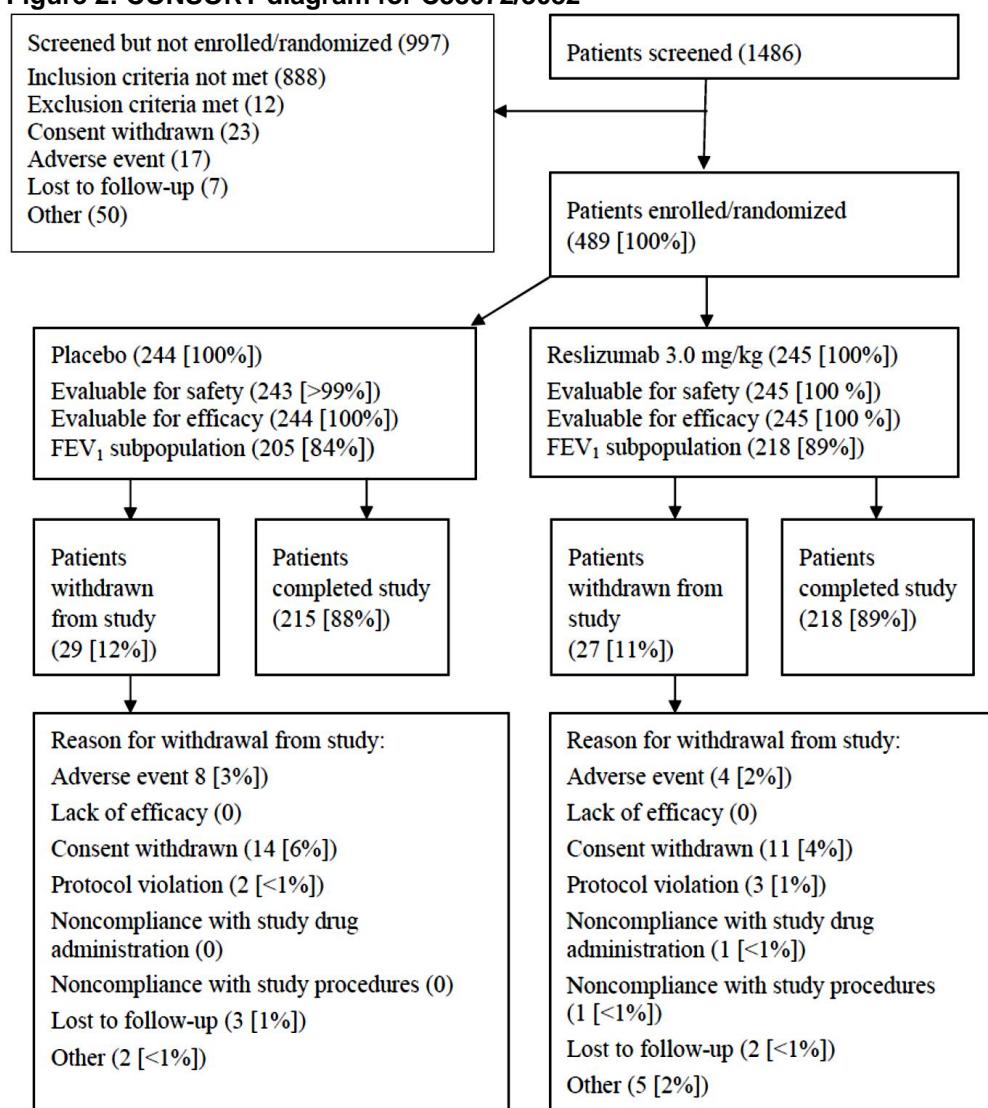 Screened but not enrolled/randomized (997)
Inclusion criteria not met (888)
Exclusion criteria met (12)
Consent withdrawn (23)
Adverse event (17)
Lost to follow-up (7)
Other (50)
Patients screened (1486)
Patients enrolled/randomized
(489 [100%])
Placebo (244 [100%])
Evaluable for safety (243 [>99%])
Evaluable for efficacy (244 [100%])
FEV₁ subpopulation (205 [84%])
Reslizumab 3.0 mg/kg (245 [100%])
Evaluable for safety (245 [100 %])
Evaluable for efficacy (245 [100 %])
FEV₁ subpopulation (218 [89%])
Patients
withdrawn
from study
(29 [12%])
Patients
completed study
(215 [88%])
Patients
withdrawn from
study
(27 [11%])
Patients
completed study
(218 [89%])
Reason for withdrawal from study:
Adverse event 8 [3%])
Lack of efficacy (0)
Consent withdrawn (14 [6%])
Protocol violation (2 [<1%])
Noncompliance with study drug
administration (0)
Noncompliance with study procedures (0)
Lost to follow-up (3 [1%])
Other (2 [<1%])
Reason for withdrawal from study:
Adverse event (4 [2%])
Lack of efficacy (0)
Consent withdrawn (11 [4%])
Protocol violation (3 [1%])
Noncompliance with study drug
administration (1 [<1%])
Noncompliance with study procedures
(1 [<1%])
Lost to follow-up (2 [<1%])
Other (5 [2%])